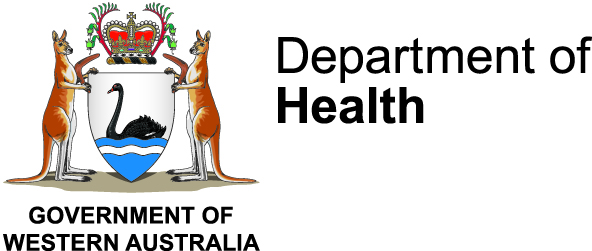 Department of
Health
GOVERNMENT OF
WESTERN AUSTRALIA